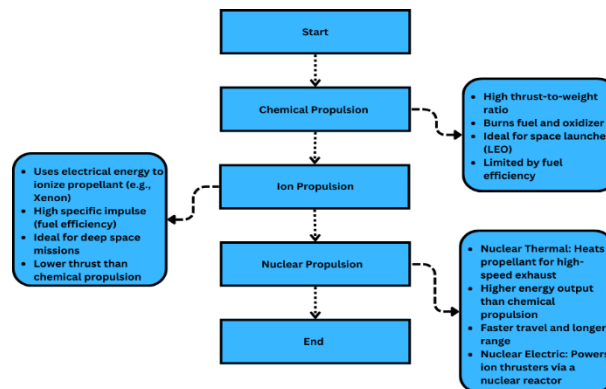 Start
Chemical Propulsion
• High thrust-to-weight
ratio
• Burns fuel and oxidizer
• Ideal for space launches
(LEO)
• Limited by fuel
efficiency
• Uses electrical energy to
ionize propellant (e.g.,
Xenon)
• High specific impulse
(fuel efficiency)
• Ideal for deep space
missions
• Lower thrust than
chemical propulsion
Ion Propulsion
Nuclear Propulsion
• Nuclear Thermal: Heats
propellant for high-
speed exhaust
• Higher energy output
than chemical
propulsion
• Faster travel and longer
range
• Nuclear Electric: Powers
ion thrusters via a
nuclear reactor
End